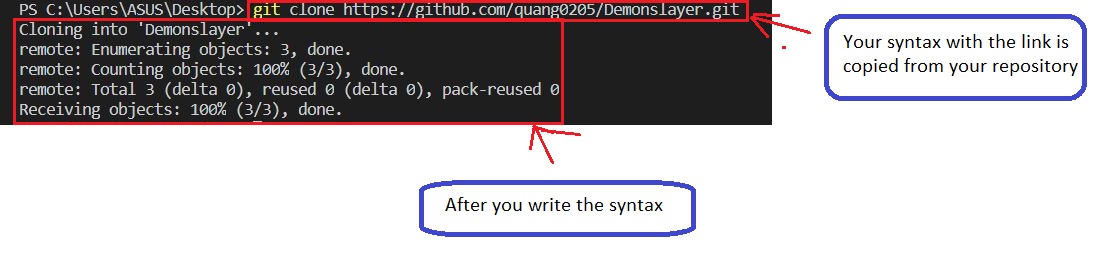 PS C:\Users\ASUS\Desktop> git clone https://github.com/quang0205/Demonslayer.git
Cloning into 'Demonslayer'...
remote: Enumerating objects: 3, done.
remote: Counting objects: 100% (3/3), done.
remote: Total 3 (delta 0), reused 0 (delta 0), pack-reused 0
Receiving objects: 100% (3/3), done.
Your syntax with the link is
copied from your repository
After you write the syntax